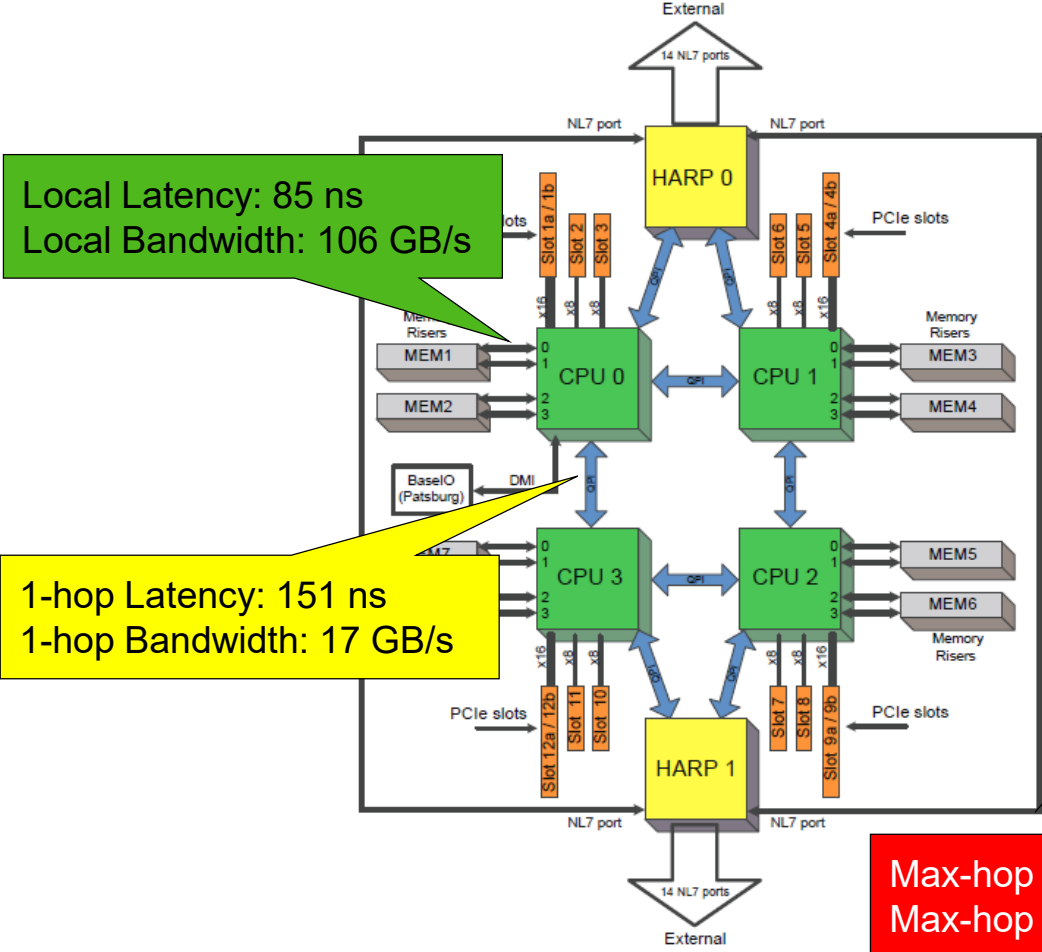 External
14 NL7 ports
NL7 port
NL7 port
HARP 0
Local Latency: 85 ns
Local Bandwidth: 106 GB/s
Slot 1a / 1b
Slot 2
Slot 3
Slot 6
Slot 5
Slot 4a / 4b
PCIe slots
QPI
QPI
x16
x8
x8
x8
x8
x16
Risers
Memory
Risers
MEM1
MEM2
0
1
2
3
CPU 0
QPI
CPU 1
0
1
2
3
MEM3
MEM4
BaseIO
(Patsburg)
DMI
QPI
QPI
1-hop Latency: 151 ns
1-hop Bandwidth: 17 GB/s
0
1
2
3
CPU 3
QPI
CPU 2
0
1
2
3
MEM5
MEM6
Memory
Risers
x16
x8
x8
QPI
QPI
x8
x8
x16
PCIe slots
Slot 12a / 12b
Slot 11
Slot 10
Slot 7
Slot 8
Slot 9a / 9b
PCIe slots
HARP 1
NL7 port
NL7 port
14 NL7 ports
External
Max-hop
Max-hop